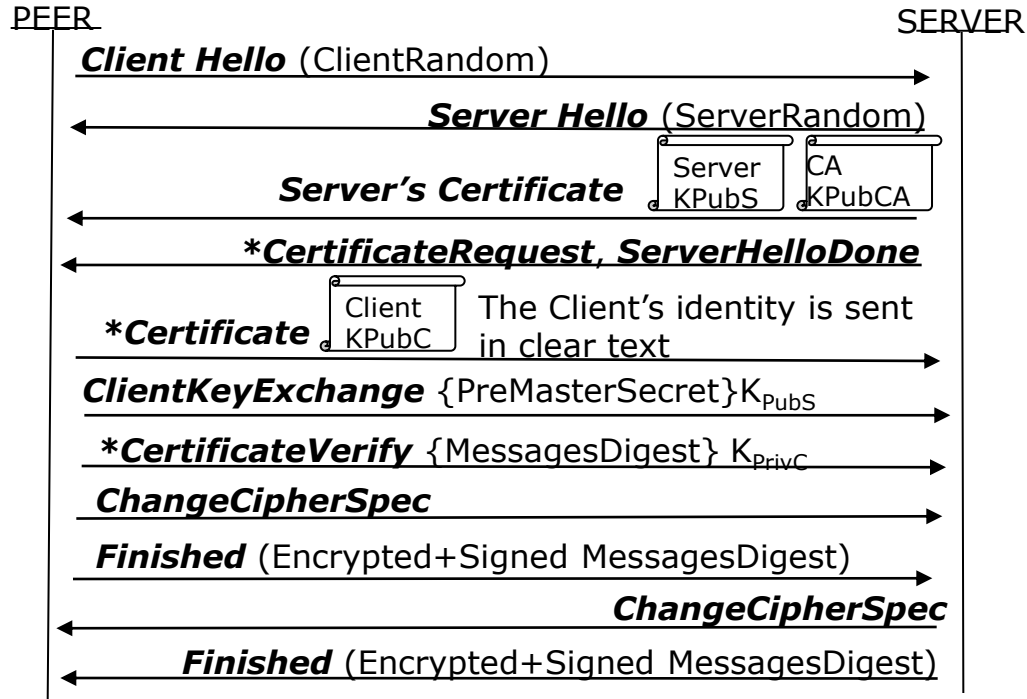 PEER SERVER
Client Hello (ClientRandom)
Server Hello (ServerRandom)
Server’s Certificate Server KPubS CA KPubCA
*CertificateRequest, ServerHelloDone
*Certificate Client KPubC The Client’s identity is sent
in clear text
ClientKeyExchange {PreMasterSecret}KPubS
*CertificateVerify {MessagesDigest} KPrivC
ChangeCipherSpec
Finished (Encrypted+Signed MessagesDigest)
ChangeCipherSpec
Finished (Encrypted+Signed MessagesDigest)